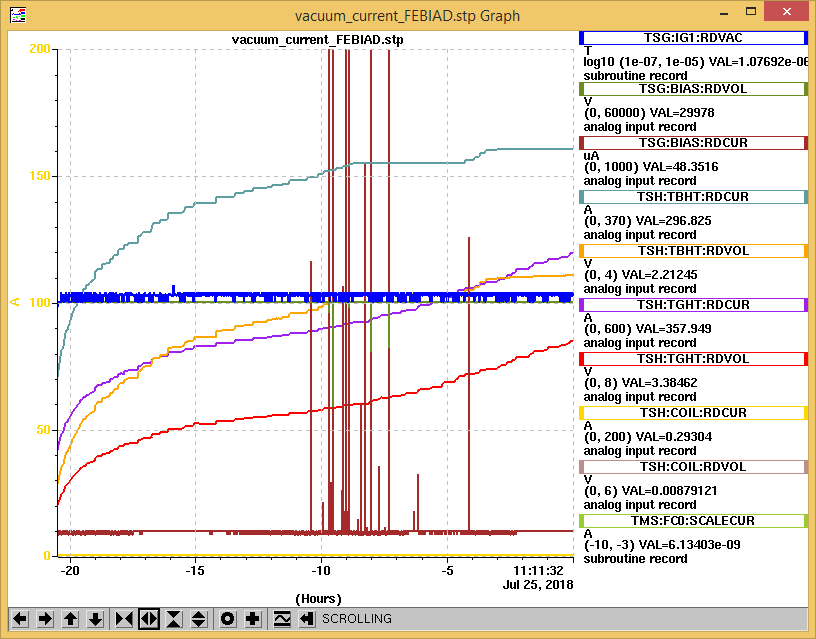 vacuum_current_FEBIAD.stp Graph
vacuum_current_FEBIAD.stp
200
150
100
50
0
A
-20
-15
-10
-5
11:11:32
Jul 25, 2018
(Hours)
TSG:IG1:RDVAC
T
log10 (1e-07, 1e-05) VAL=1.07692e-06
subroutine record
TSG:BIAS:RDVOL
V
(0, 60000) VAL=29978
analog input record
TSG:BIAS:RDCUR
uA
(0, 1000) VAL=48.3516
analog input record
TSH:TBHT:RDCUR
A
(0, 370) VAL=296.825
analog input record
TSH:TBHT:RDVOL
V
(0, 4) VAL=2.21245
analog input record
TSH:TGHT:RDCUR
A
(0, 600) VAL=357.949
analog input record
TSH:TGHT:RDVOL
V
(0, 8) VAL=3.38462
analog input record
TSH:COIL:RDCUR
A
(0, 200) VAL=0.29304
analog input record
TSH:COIL:RDVOL
V
(0, 6) VAL=0.00879121
analog input record
TMS:FC0:SCALECUR
A
(-10, -3) VAL=6.13403e-09
subroutine record
SCROLLING